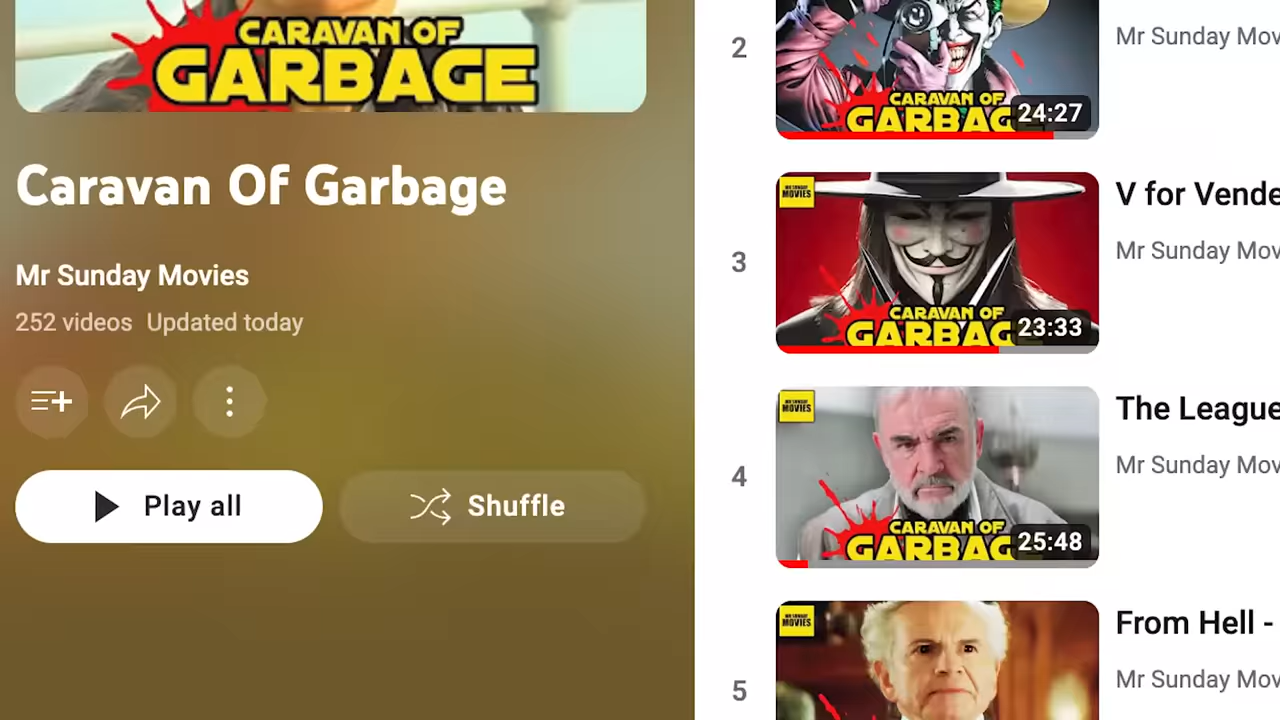 CARAVAN OF
GARBAGE
Caravan Of Garbage
Mr Sunday Movies
252 videos Updated today
Play all
Shuffle
2
CARAVAN OF
GARBAG
24:27
Mr Sunday Mov
3
MR SUNDAY
MOVIES
CARAVAN OF
GARBAG
23:33
V for Vende
Mr Sunday Mov
4
MR SUNDAY
MOVIES
CARAVAN OF
GARBAG
25:48
The League
Mr Sunday Mov
5
MR SUNDAY
MOVIES
From Hell -
Mr Sunday Mov